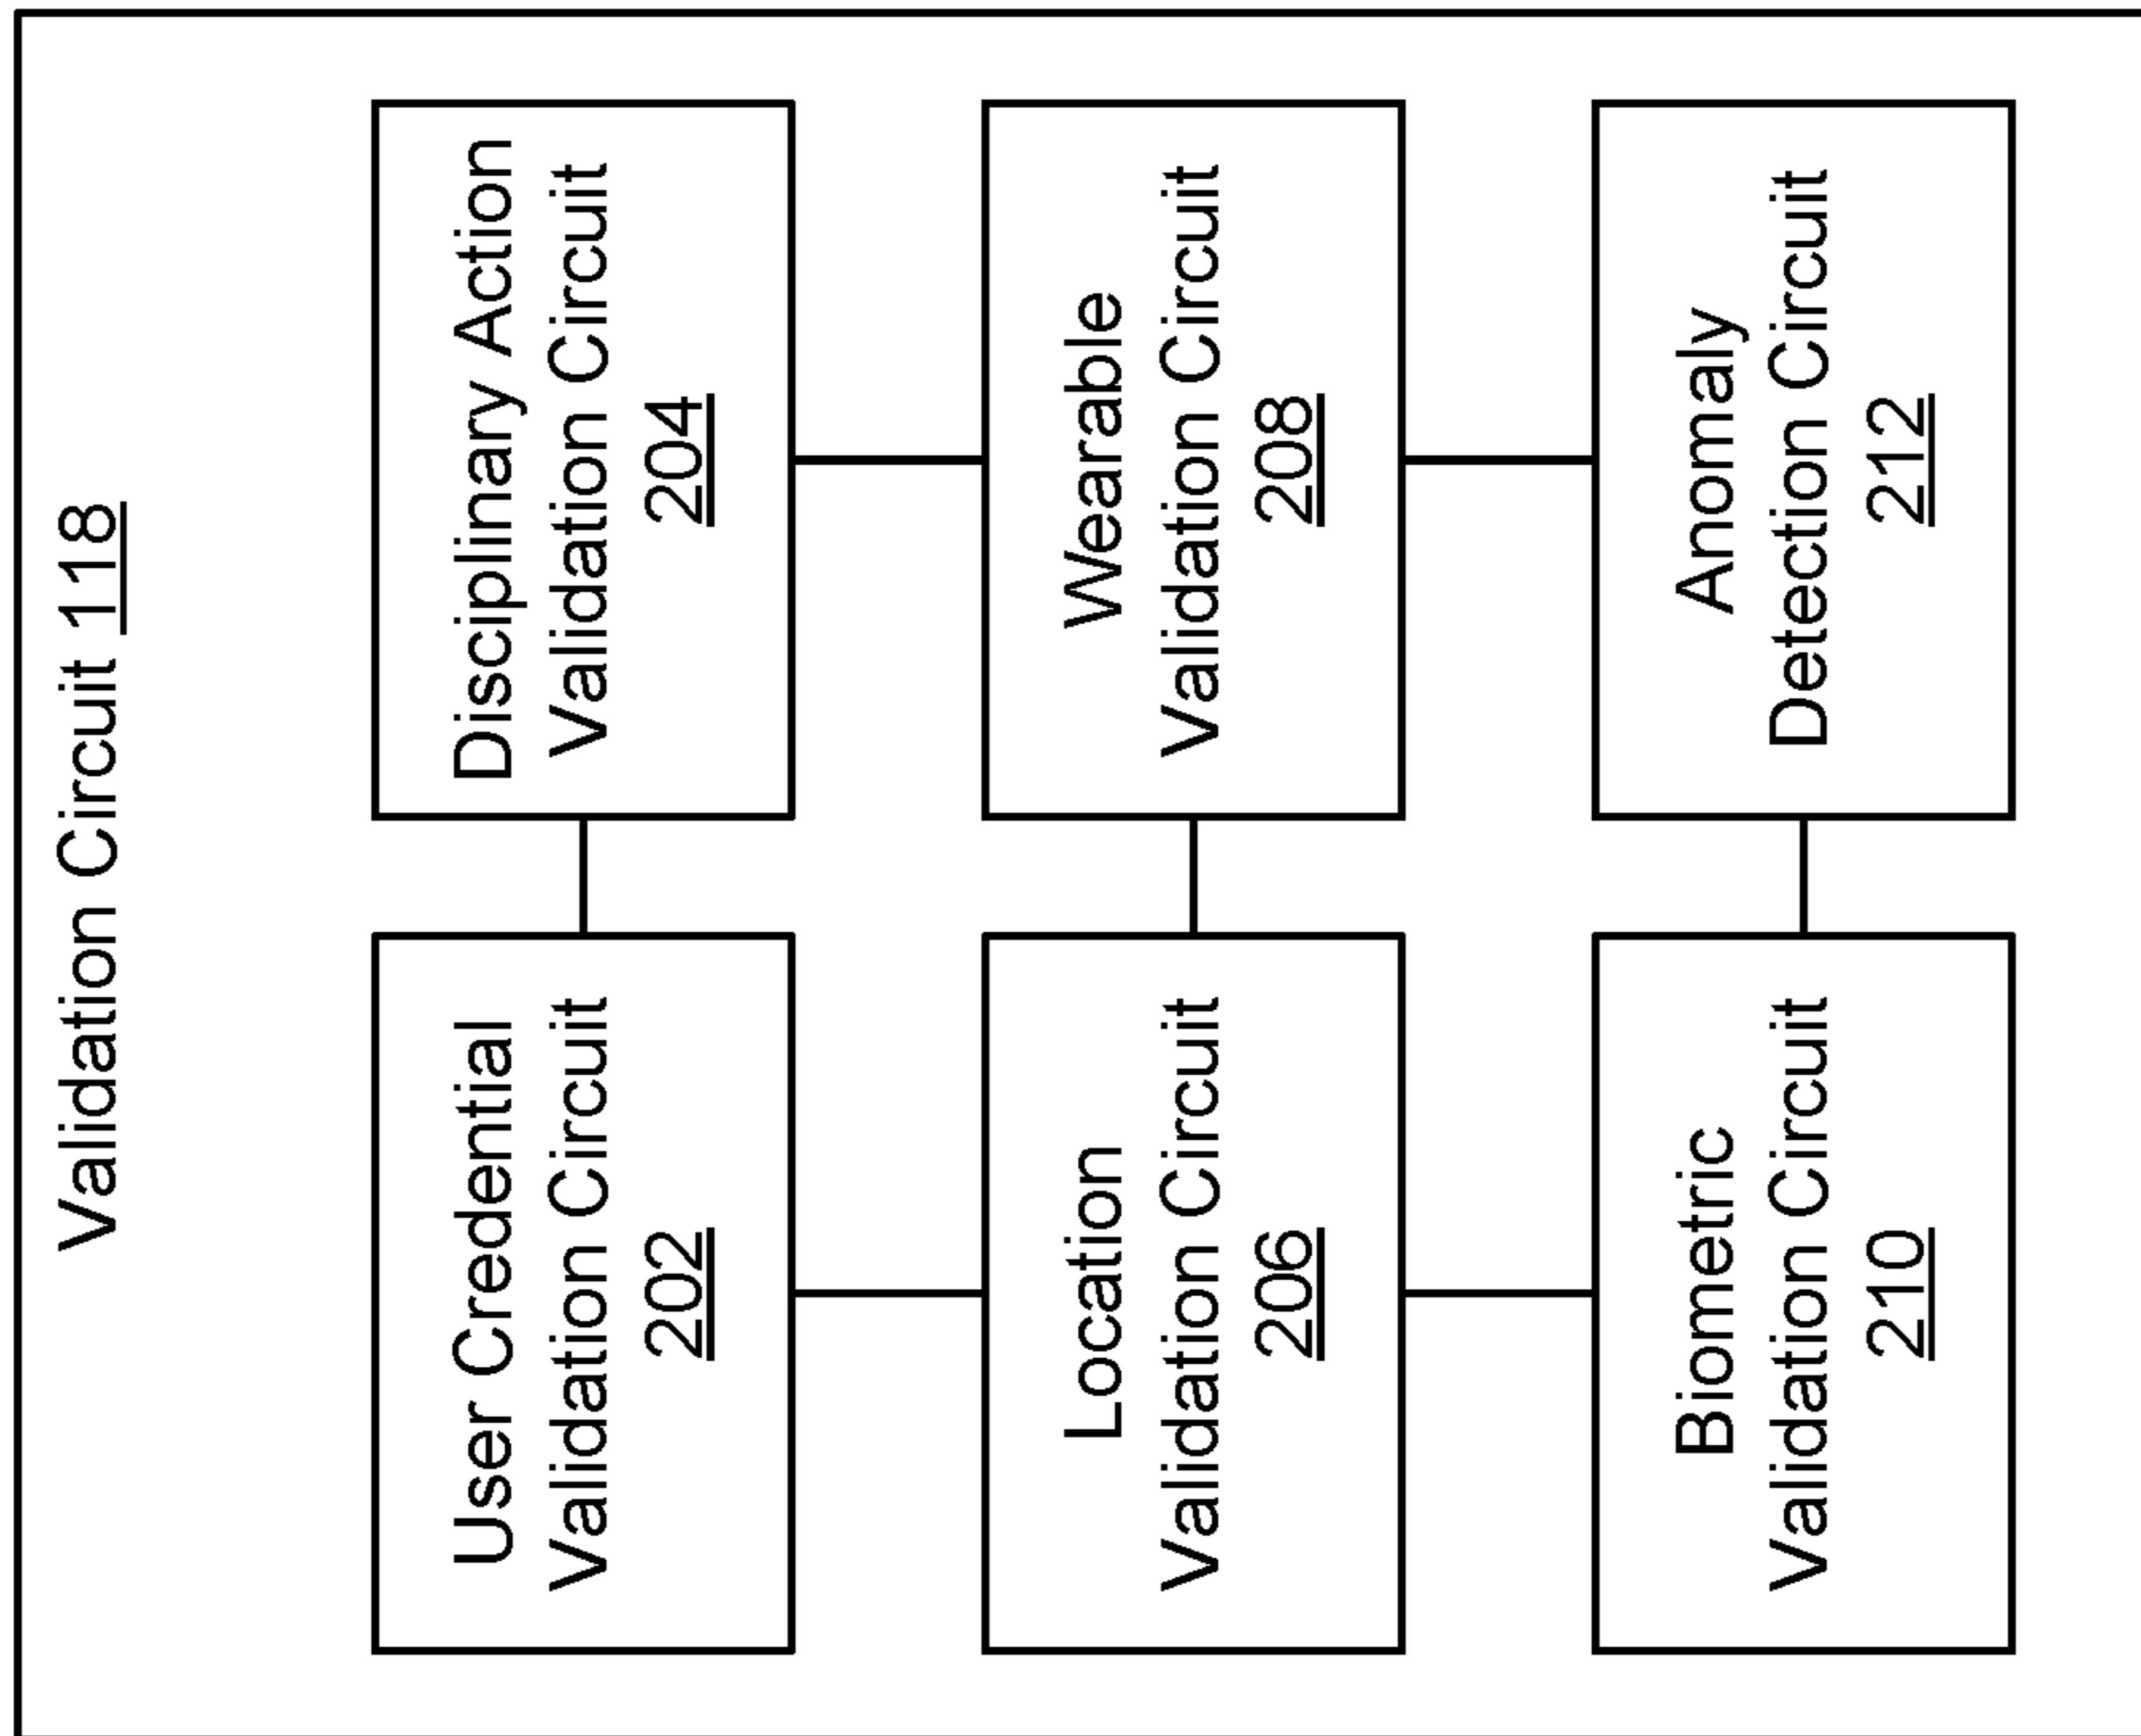 Validation Circuit 118
User Credential
Validation Circuit
202
Disciplinary Action
Validation Circuit
204
Location
Validation Circuit
206
Wearable
Validation Circuit
208
Biometric
Validation Circuit
210
Anomaly
Detection Circuit
212